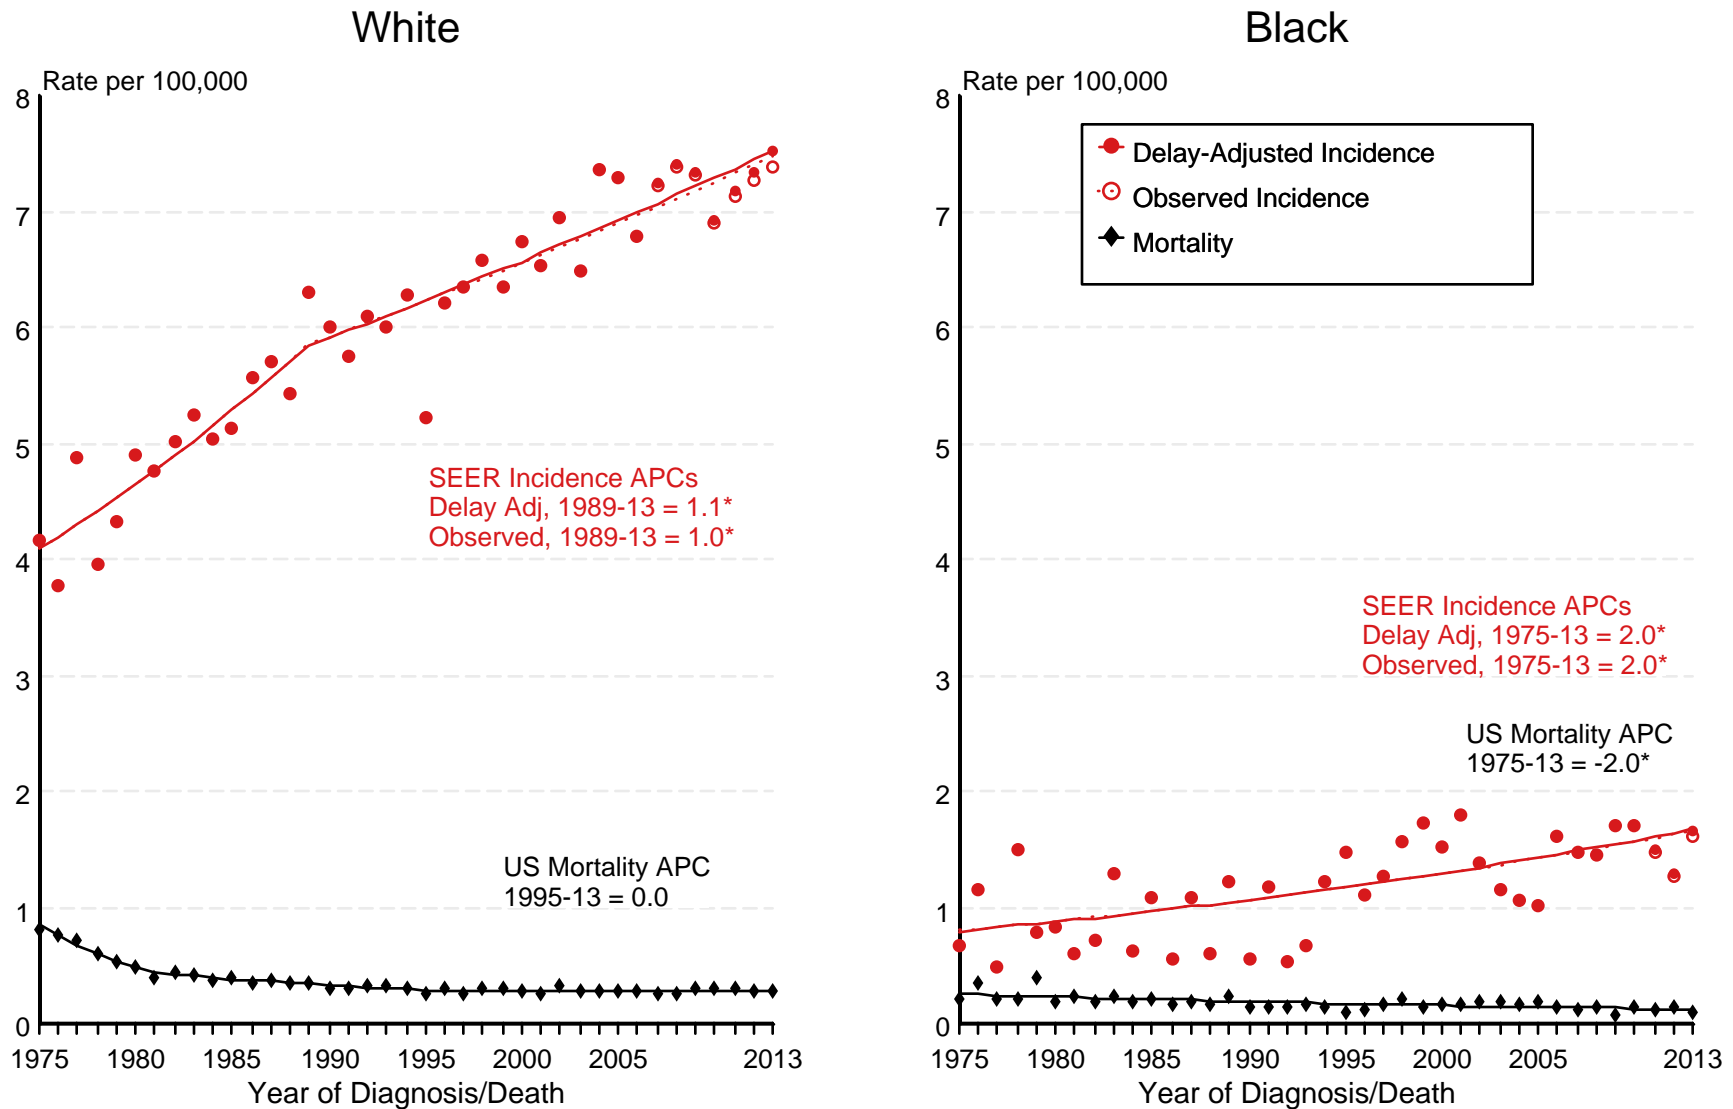 White
Rate per 100,000
8
7
6
5
4
3
2
1
0
SEER Incidence APCs
Delay Adj, 1989-13 = 1.1*
Observed, 1989-13 = 1.0*
US Mortality APC
1995-13 = 0.0
1975 1980 1985 1990 1995 2000 2005 2013
Year of Diagnosis/Death
Black
Rate per 100,000
8
7
6
5
4
3
2
1
0
Delay-Adjusted Incidence
Observed Incidence
Mortality
SEER Incidence APCs
Delay Adj, 1975-13 = 2.0*
Observed, 1975-13 = 2.0*
US Mortality APC
1975-13 = -2.0*
1975 1980 1985 1990 1995 2000 2005 2013
Year of Diagnosis/Death